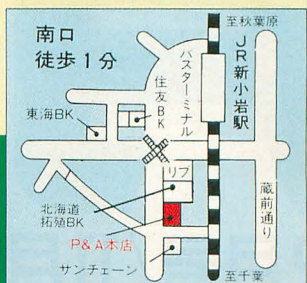 南口
徒歩1分
至秋葉原
JR新小岩駅
バスターミナル
住友BK
東海BK
リブ
北海道
拓殖BK
P&A本店
サンチェーン
蔵前通り
至千葉